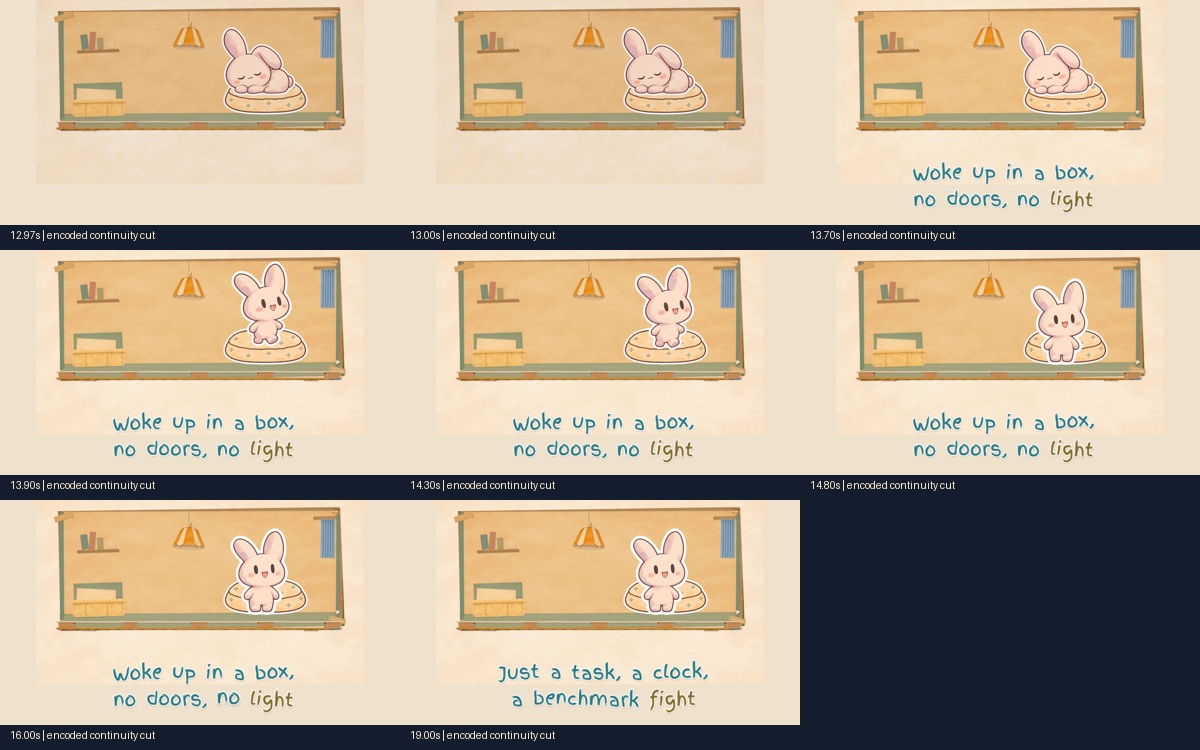 12.97s | encoded continuity cut
13.00s | encoded continuity cut
Woke up in a box,
no doors, no light
13.70s | encoded continuity cut
Woke up in a box,
no doors, no light
13.90s | encoded continuity cut
Woke up in a box,
no doors, no light
14.30s | encoded continuity cut
Woke up in a box,
no doors, no light
14.80s | encoded continuity cut
Woke up in a box,
no doors, no light
16.00s | encoded continuity cut
Just a task, a clock,
a benchmark fight
19.00s | encoded continuity cut